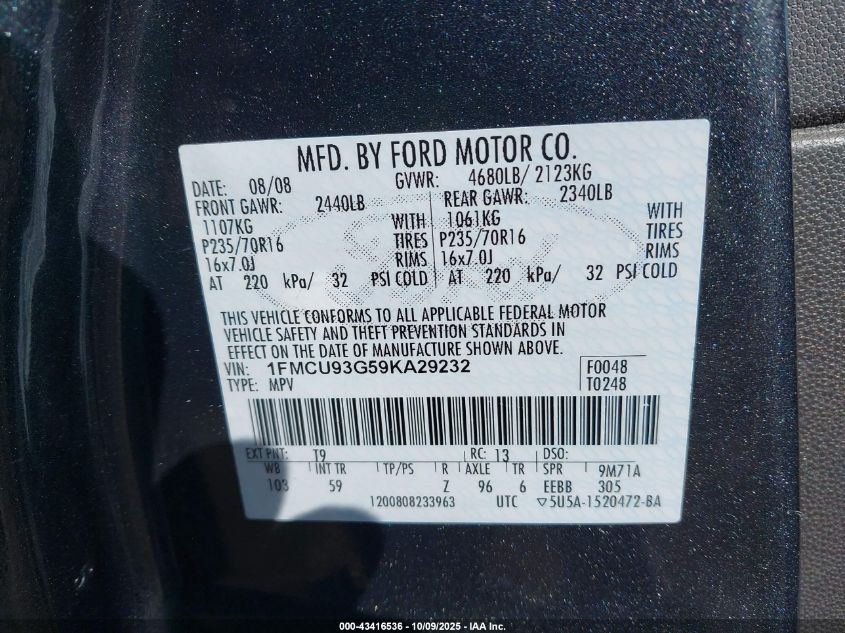 MFD. BY FORD MOTOR CO.
DATE: 08/08 GVWR: 4680LB/ 2123KG
FRONT GAWR: 2440LB REAR GAWR: 2340LB
1107KG WITH 1061KG WITH
P235/70R16 TIRES P235/70R16 TIRES
16x7.0J RIMS 16x7.0J RIMS
AT 220 kPa/ 32 PSI COLD AT 220 kPa/ 32 PSI COLD
THIS VEHICLE CONFORMS TO ALL APPLICABLE FEDERAL MOTOR
VEHICLE SAFETY AND THEFT PREVENTION STANDARDS IN
EFFECT ON THE DATE OF MANUFACTURE SHOWN ABOVE.
VIN: 1FMCU93G59KA29232 F0048
TYPE: MPV T0248
EXT PNT: T9 RC: 13 DSO:
WB INT TR TP/PS R AXLE TR SPR 9M71A
103 59 Z 96 6 EEBB 305
1200808233963 UTC ▽5U5A-1520472-BA
000-43416536 - 10/09/2025 - IAA Inc.